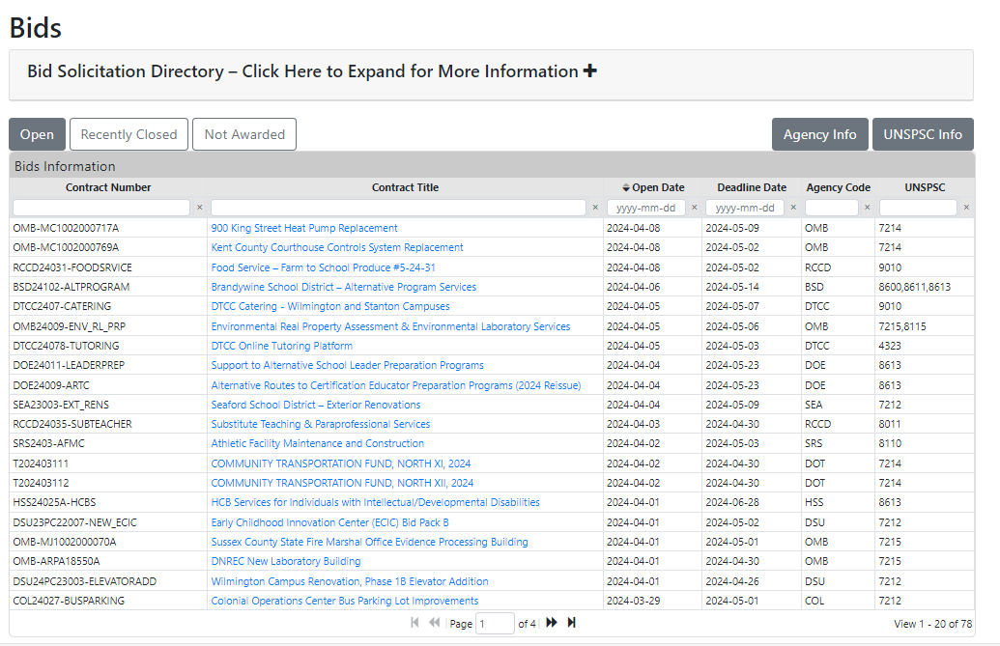 Bids
Bid Solicitation Directory – Click Here to Expand for More Information +
Open Recently Closed Not Awarded Agency Info UNSPSC Info
Bids Information
Contract Number Contract Title Open Date Deadline Date Agency Code UNSPSC
× × yyyy-mm-dd × yyyy-mm-dd × × ×
OMB-MC1002000717A 900 King Street Heat Pump Replacement 2024-04-08 2024-05-09 OMB 7214
OMB-MC1002000769A Kent County Courthouse Controls System Replacement 2024-04-08 2024-05-02 OMB 7214
RCCD24031-FOODSRVICE Food Service – Farm to School Produce #5-24-31 2024-04-08 2024-05-02 RCCD 9010
BSD24102-ALTPROGRAM Brandywine School District – Alternative Program Services 2024-04-06 2024-05-14 BSD 8600,8611,8613
DTCC2407-CATERING DTCC Catering - Wilmington and Stanton Campuses 2024-04-05 2024-05-07 DTCC 9010
OMB24009-ENV_RL_PRP Environmental Real Property Assessment & Environmental Laboratory Services 2024-04-05 2024-05-06 OMB 7215,8115
DTCC24078-TUTORING DTCC Online Tutoring Platform 2024-04-05 2024-05-03 DTCC 4323
DOE24011-LEADERPREP Support to Alternative School Leader Preparation Programs 2024-04-04 2024-05-23 DOE 8613
DOE24009-ARTC Alternative Routes to Certification Educator Preparation Programs (2024 Reissue) 2024-04-04 2024-05-23 DOE 8613
SEA23003-EXT_RENS Seaford School District – Exterior Renovations 2024-04-04 2024-05-09 SEA 7212
RCCD24035-SUBTEACHER Substitute Teaching & Paraprofessional Services 2024-04-03 2024-04-30 RCCD 8011
SRS2403-AFMC Athletic Facility Maintenance and Construction 2024-04-02 2024-05-03 SRS 8110
T202403111 COMMUNITY TRANSPORTATION FUND, NORTH XI, 2024 2024-04-02 2024-04-30 DOT 7214
T202403112 COMMUNITY TRANSPORTATION FUND, NORTH XII, 2024 2024-04-02 2024-04-30 DOT 7214
HSS24025A-HCBS HCB Services for Individuals with Intellectual/Developmental Disabilities 2024-04-01 2024-06-28 HSS 8613
DSU23PC22007-NEW_ECIC Early Childhood Innovation Center (ECIC) Bid Pack B 2024-04-01 2024-05-02 DSU 7212
OMB-MJ1002000070A Sussex County State Fire Marshal Office Evidence Processing Building 2024-04-01 2024-05-01 OMB 7215
OMB-ARPA18550A DNREC New Laboratory Building 2024-04-01 2024-04-30 OMB 7215
DSU24PC23003-ELEVATORADD Wilmington Campus Renovation, Phase 1B Elevator Addition 2024-04-01 2024-04-26 DSU 7212
COL24027-BUSPARKING Colonial Operations Center Bus Parking Lot Improvements 2024-03-29 2024-05-01 COL 7212
Page 1 of 4 View 1 - 20 of 78